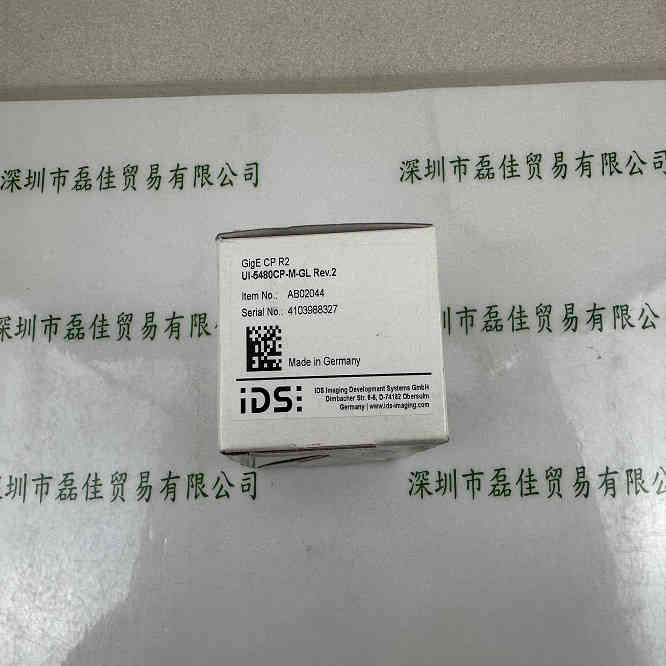 深圳市磊佳贸易有限公司
深圳市磊佳贸易有限公司
GigE CP R2
UI-5480CP-M-GL Rev.2
Item No.: AB02044
Serial No.: 4103988327
Made in Germany
iDS:
IDS Imaging Development Systems GmbH
Dimbacher Str. 6-8, D-74182 Obersulm
Germany | www.ids-imaging.com
圳市磊佳贸易有限公
圳市磊佳贸易有限公
圳市磊佳贸易有限公司
深圳市磊佳贸易有限公